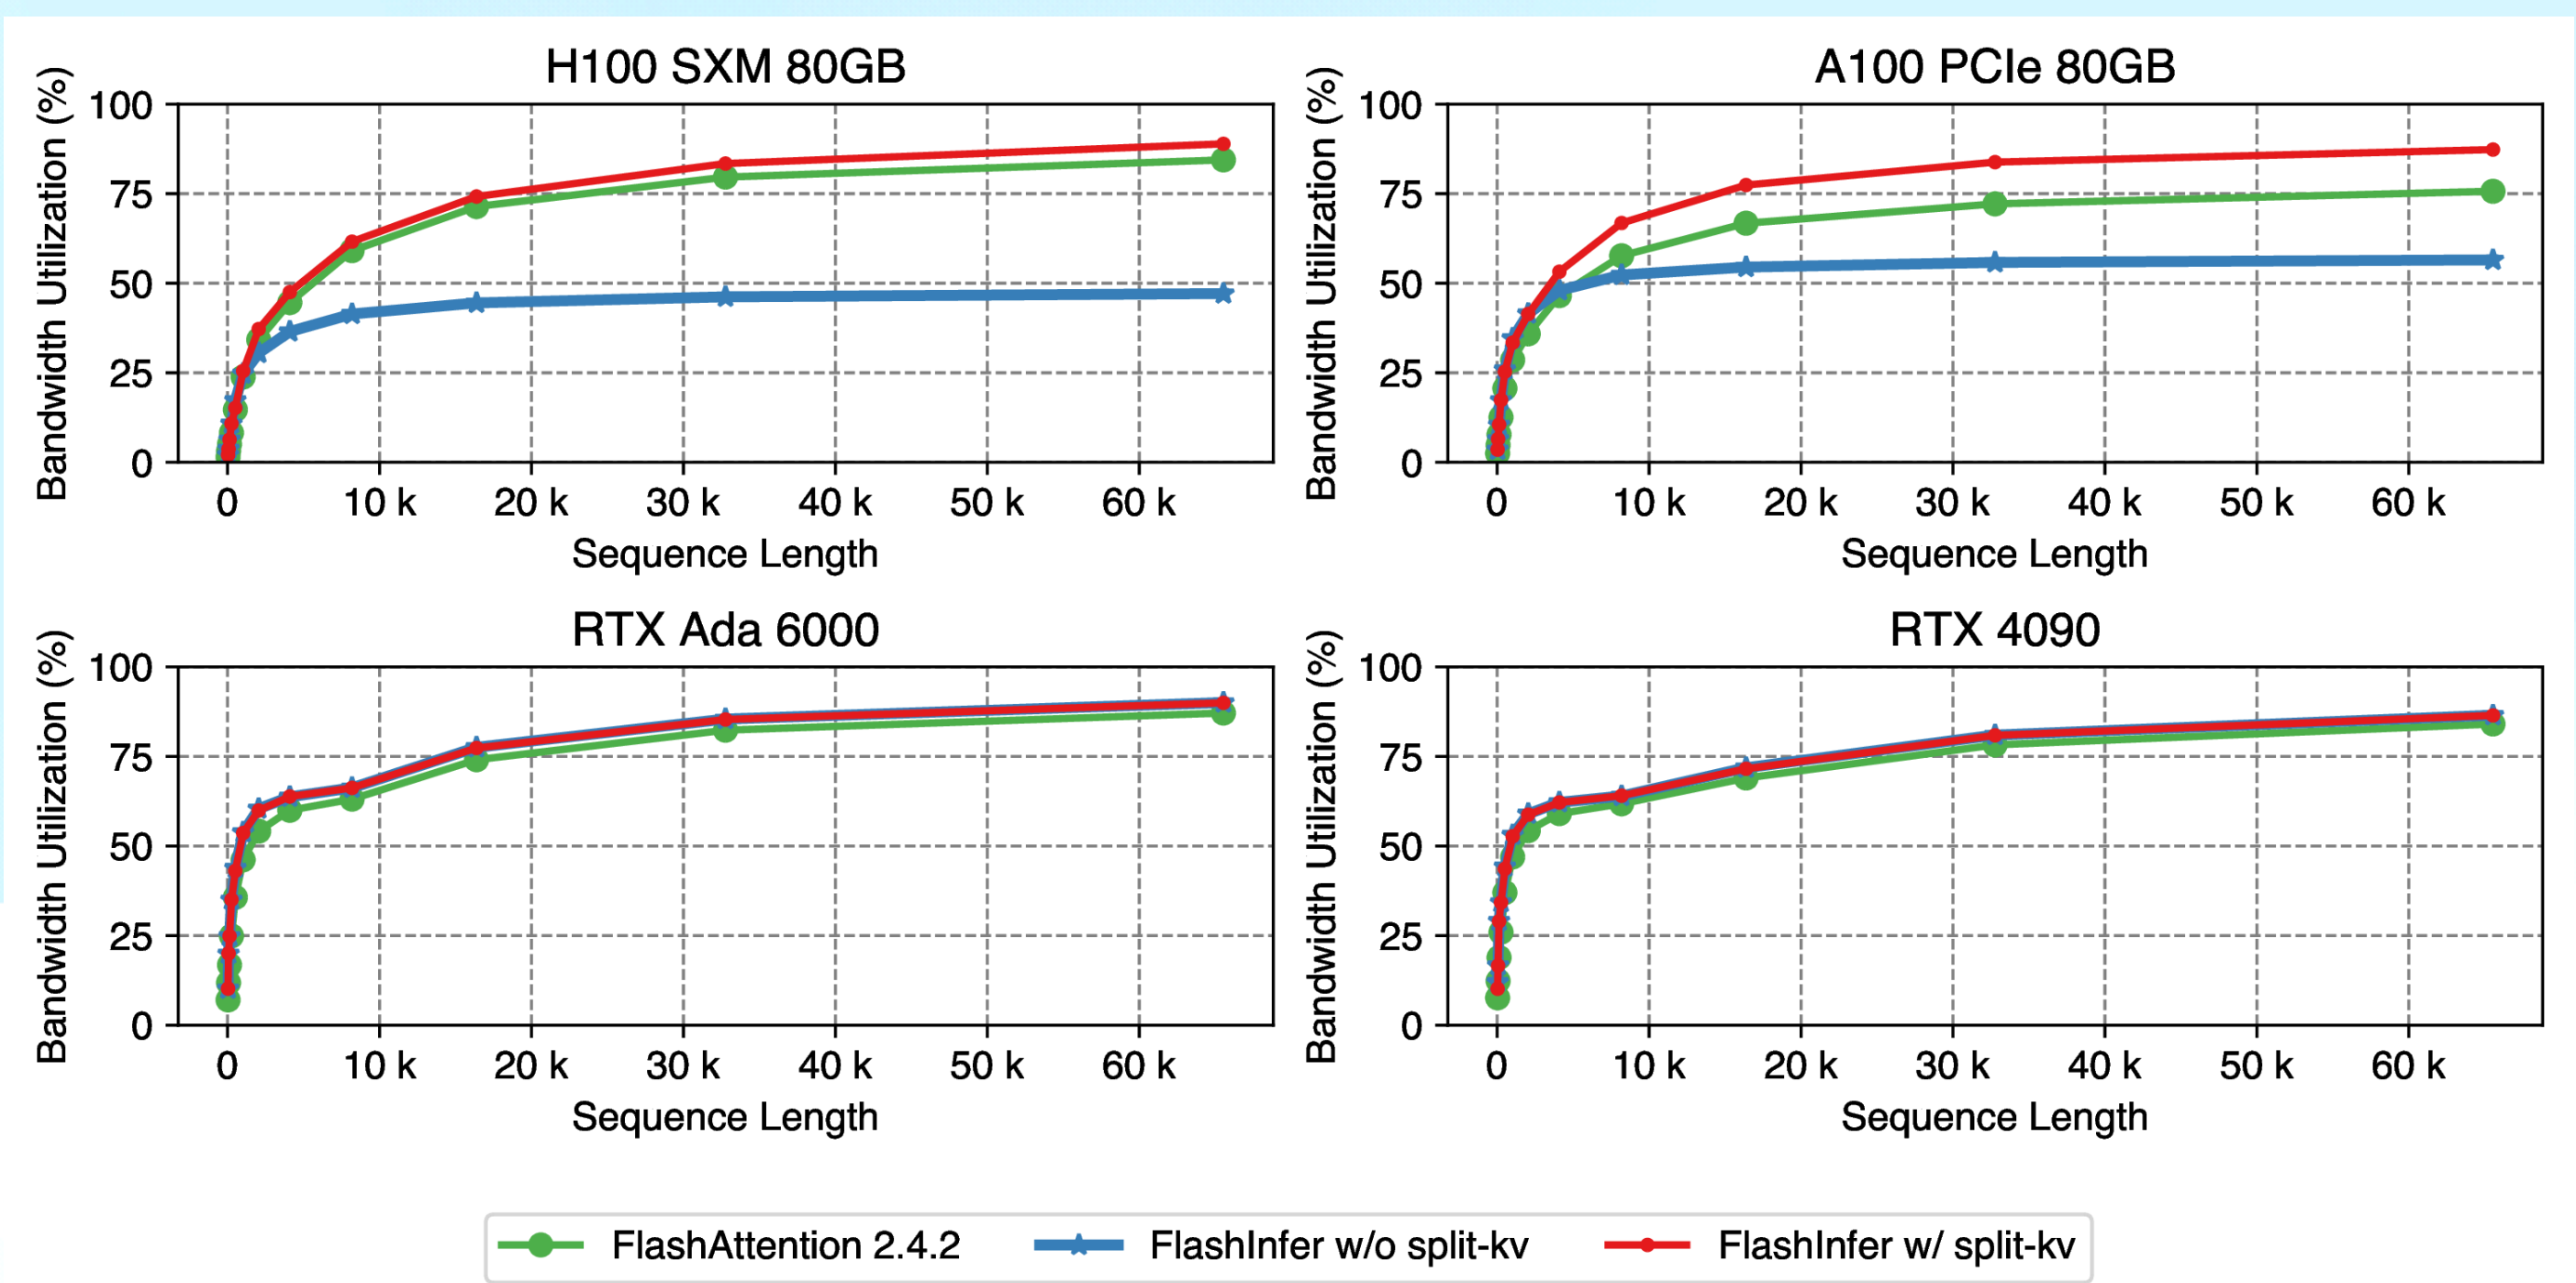 H100 SXM 80GB
Bandwidth Utilization (%)
100
75
50
25
0
0 10 k 20 k 30 k 40 k 50 k 60 k
Sequence Length
A100 PCIe 80GB
Bandwidth Utilization (%)
100
75
50
25
0
0 10 k 20 k 30 k 40 k 50 k 60 k
Sequence Length
RTX Ada 6000
Bandwidth Utilization (%)
100
75
50
25
0
0 10 k 20 k 30 k 40 k 50 k 60 k
Sequence Length
RTX 4090
Bandwidth Utilization (%)
100
75
50
25
0
0 10 k 20 k 30 k 40 k 50 k 60 k
Sequence Length
FlashAttention 2.4.2 FlashInfer w/o split-kv FlashInfer w/ split-kv